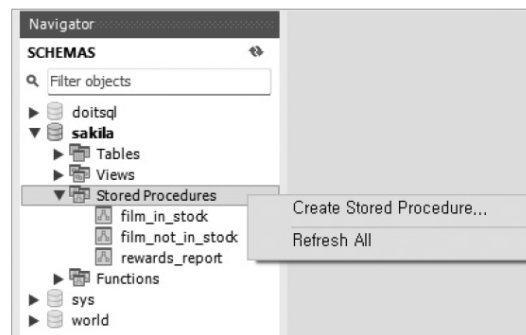 Navigator
SCHEMAS
Filter objects
doitsql
sakila
Tables
Views
Stored Procedures
Create Stored Procedure...
film_in_stock
film_not_in_stock
Refresh All
rewards_report
Functions
sys
world